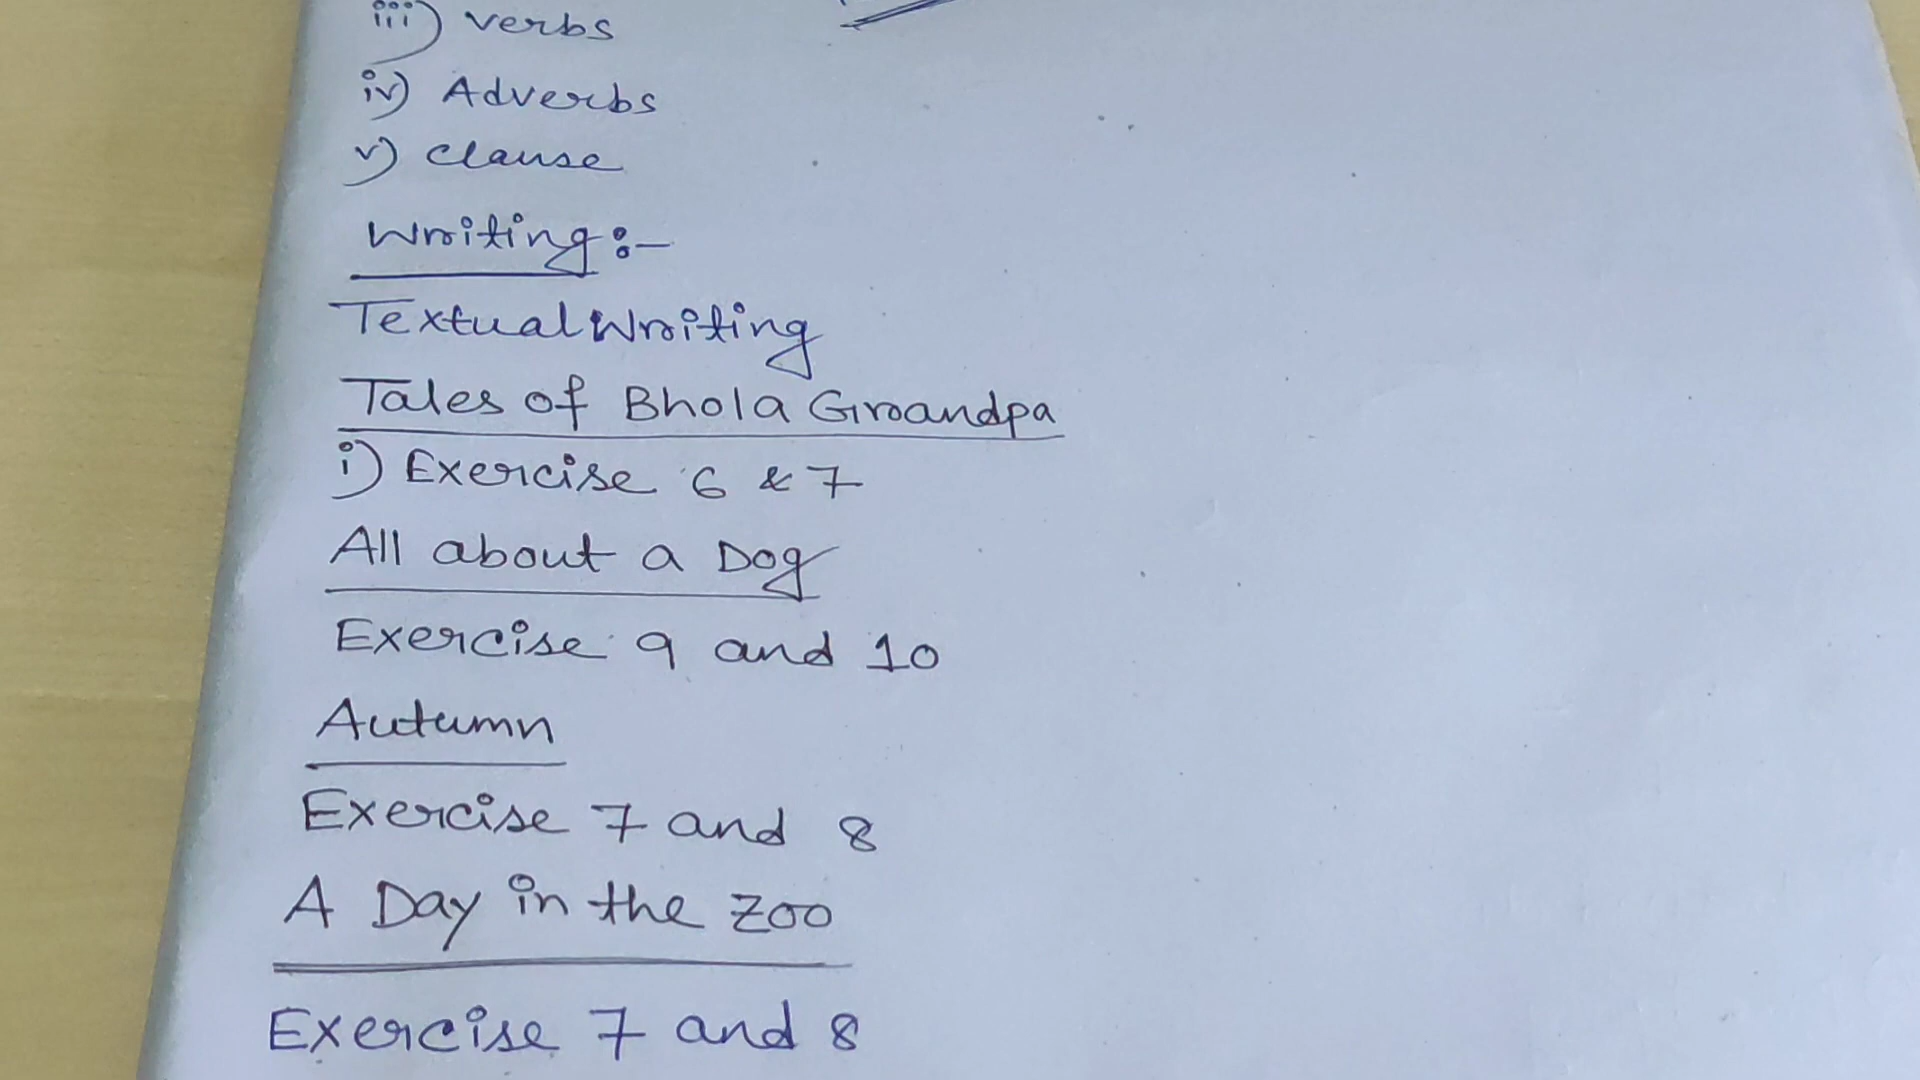 iii) verbs
iv) Adverbs
v) clause
Writing:-
Textual Writing
Tales of Bhola Grandpa
i) Exercise 6 & 7
All about a Dog
Exercise 9 and 10
Autumn
Exercise 7 and 8
A Day in the Zoo
Exercise 7 and 8